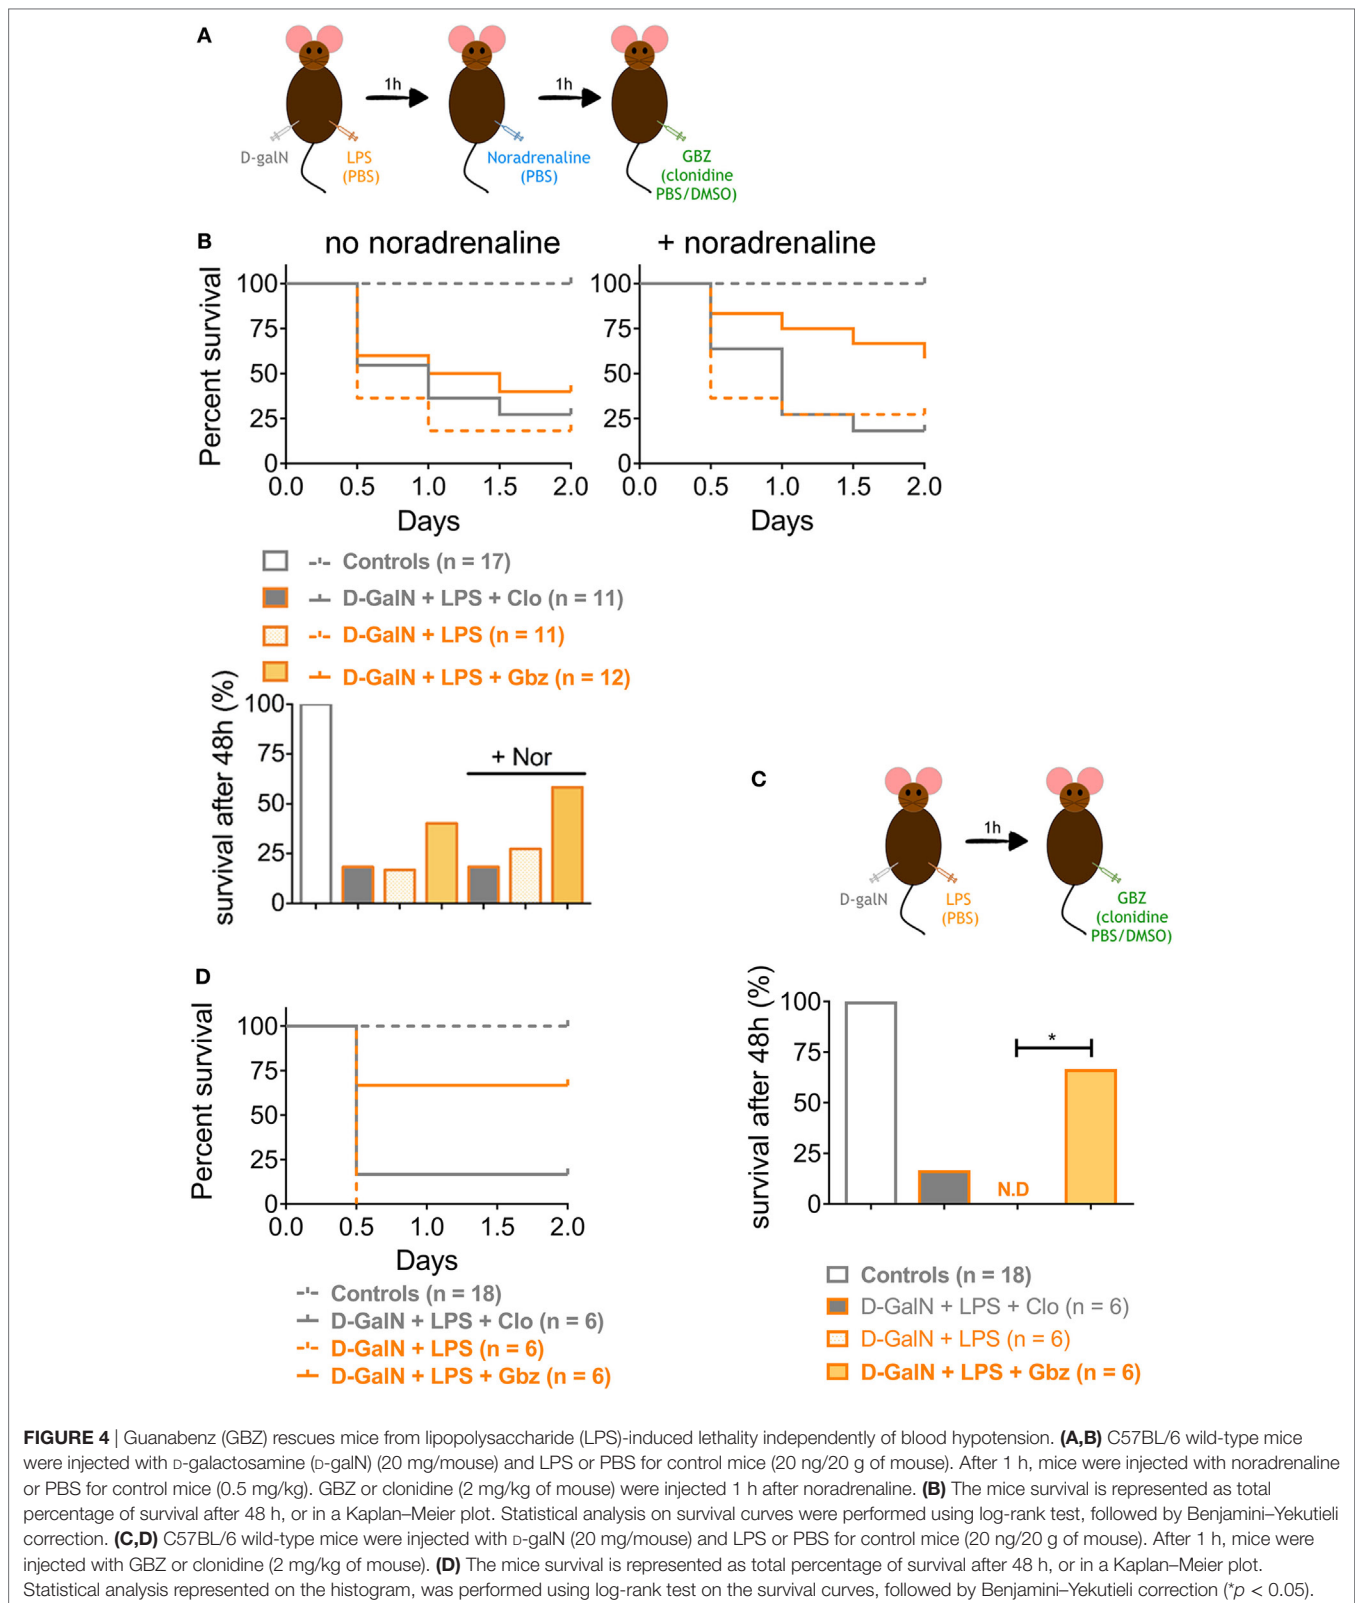 A
1h
1h
D-galN
LPS
(PBS)
Noradrenaline
(PBS)
GBZ
(clonidine
PBS/DMSO)
B
no noradrenaline
+ noradrenaline
Percent survival
100
75
50
25
0
0.0 0.5 1.0 1.5 2.0
Days
100
75
50
25
0
0.0 0.5 1.0 1.5 2.0
Days
Controls (n = 17)
D-GalN + LPS + Clo (n = 11)
D-GalN + LPS (n = 11)
D-GalN + LPS + Gbz (n = 12)
survival after 48h (%)
100
75
50
25
0
+ Nor
C
1h
D-galN
LPS
(PBS)
GBZ
(clonidine
PBS/DMSO)
survival after 48h (%)
100
75
50
25
0
*
N.D
Controls (n = 18)
D-GalN + LPS + Clo (n = 6)
D-GalN + LPS (n = 6)
D-GalN + LPS + Gbz (n = 6)
D
Percent survival
100
75
50
25
0
0.0 0.5 1.0 1.5 2.0
Days
Controls (n = 18)
D-GalN + LPS + Clo (n = 6)
D-GalN + LPS (n = 6)
D-GalN + LPS + Gbz (n = 6)
FIGURE 4 | Guanabenz (GBZ) rescues mice from lipopolysaccharide (LPS)-induced lethality independently of blood hypotension. (A,B) C57BL/6 wild-type mice
were injected with D-galactosamine (D-galN) (20 mg/mouse) and LPS or PBS for control mice (20 ng/20 g of mouse). After 1 h, mice were injected with noradrenaline
or PBS for control mice (0.5 mg/kg). GBZ or clonidine (2 mg/kg of mouse) were injected 1 h after noradrenaline. (B) The mice survival is represented as total
percentage of survival after 48 h, or in a Kaplan–Meier plot. Statistical analysis on survival curves were performed using log-rank test, followed by Benjamini–Yekutieli
correction. (C,D) C57BL/6 wild-type mice were injected with D-galN (20 mg/mouse) and LPS or PBS for control mice (20 ng/20 g of mouse). After 1 h, mice were
injected with GBZ or clonidine (2 mg/kg of mouse). (D) The mice survival is represented as total percentage of survival after 48 h, or in a Kaplan–Meier plot.
Statistical analysis represented on the histogram, was performed using log-rank test on the survival curves, followed by Benjamini–Yekutieli correction (*p < 0.05).